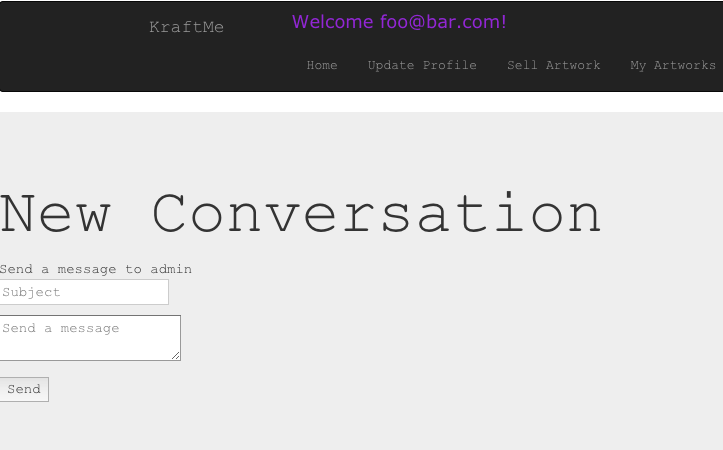 KraftMe
Welcome foo@bar.com!
Home Update Profile Sell Artwork My Artworks
New Conversation
Send a message to admin
Subject
Send a message
Send